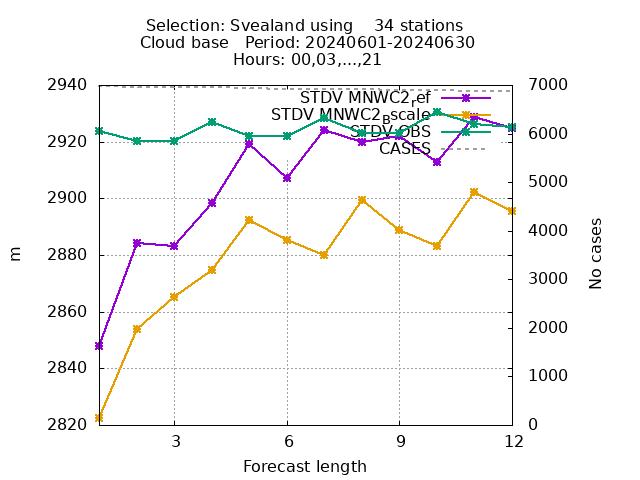 Selection: Svealand using    34 stations
Cloud base   Period: 20240601-20240630
Hours: 00,03,...,21
STDV MNWC2_ref
STDV MNWC2_Bscale
STDV OBS
CASES
2940
2920
2900
2880
2860
2840
2820
7000
6000
5000
4000
3000
2000
1000
0
m
No cases
3 6 9 12
Forecast length